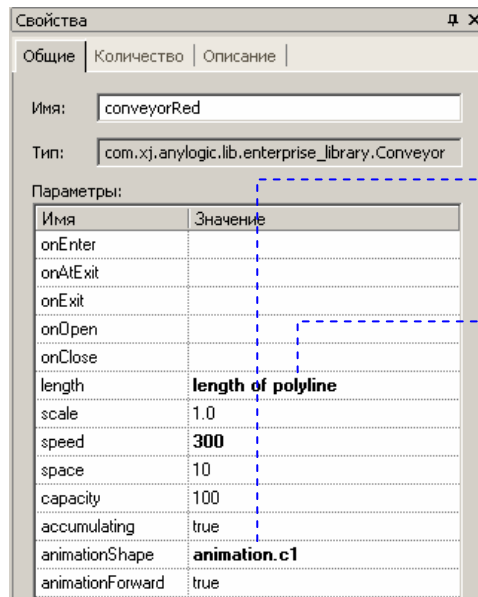 Свойства
Общие Количество Описание
Имя: conveyorRed
Тип: com.xj.anylogic.lib.enterprise_library.Conveyor
Параметры:
Имя Значение
onEnter
onAtExit
onExit
onOpen
onClose
length length of polyline
scale 1.0
speed 300
space 10
capacity 100
accumulating true
animationShape animation.c1
animationForward true